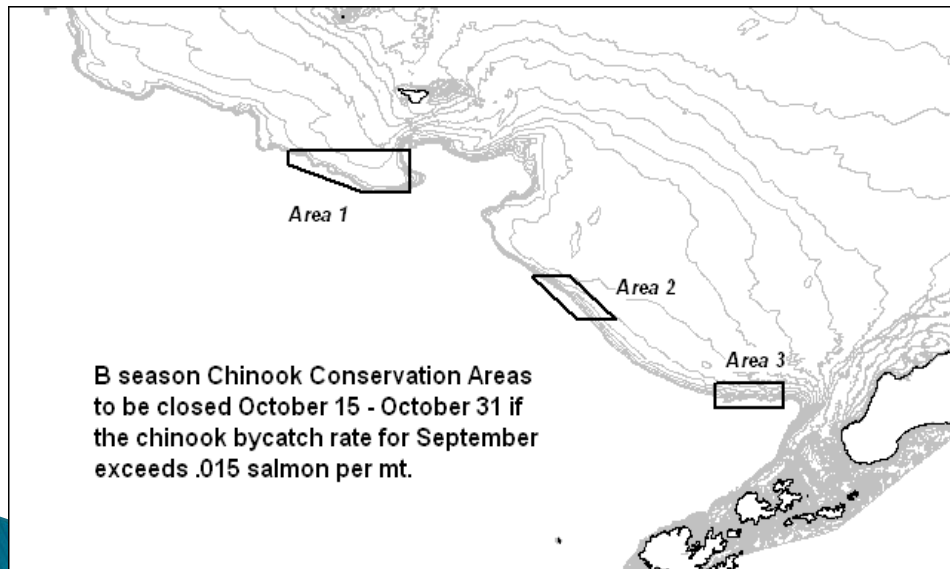 Area 1
Area 2
Area 3
B season Chinook Conservation Areas
to be closed October 15 - October 31 if
the chinook bycatch rate for September
exceeds .015 salmon per mt.